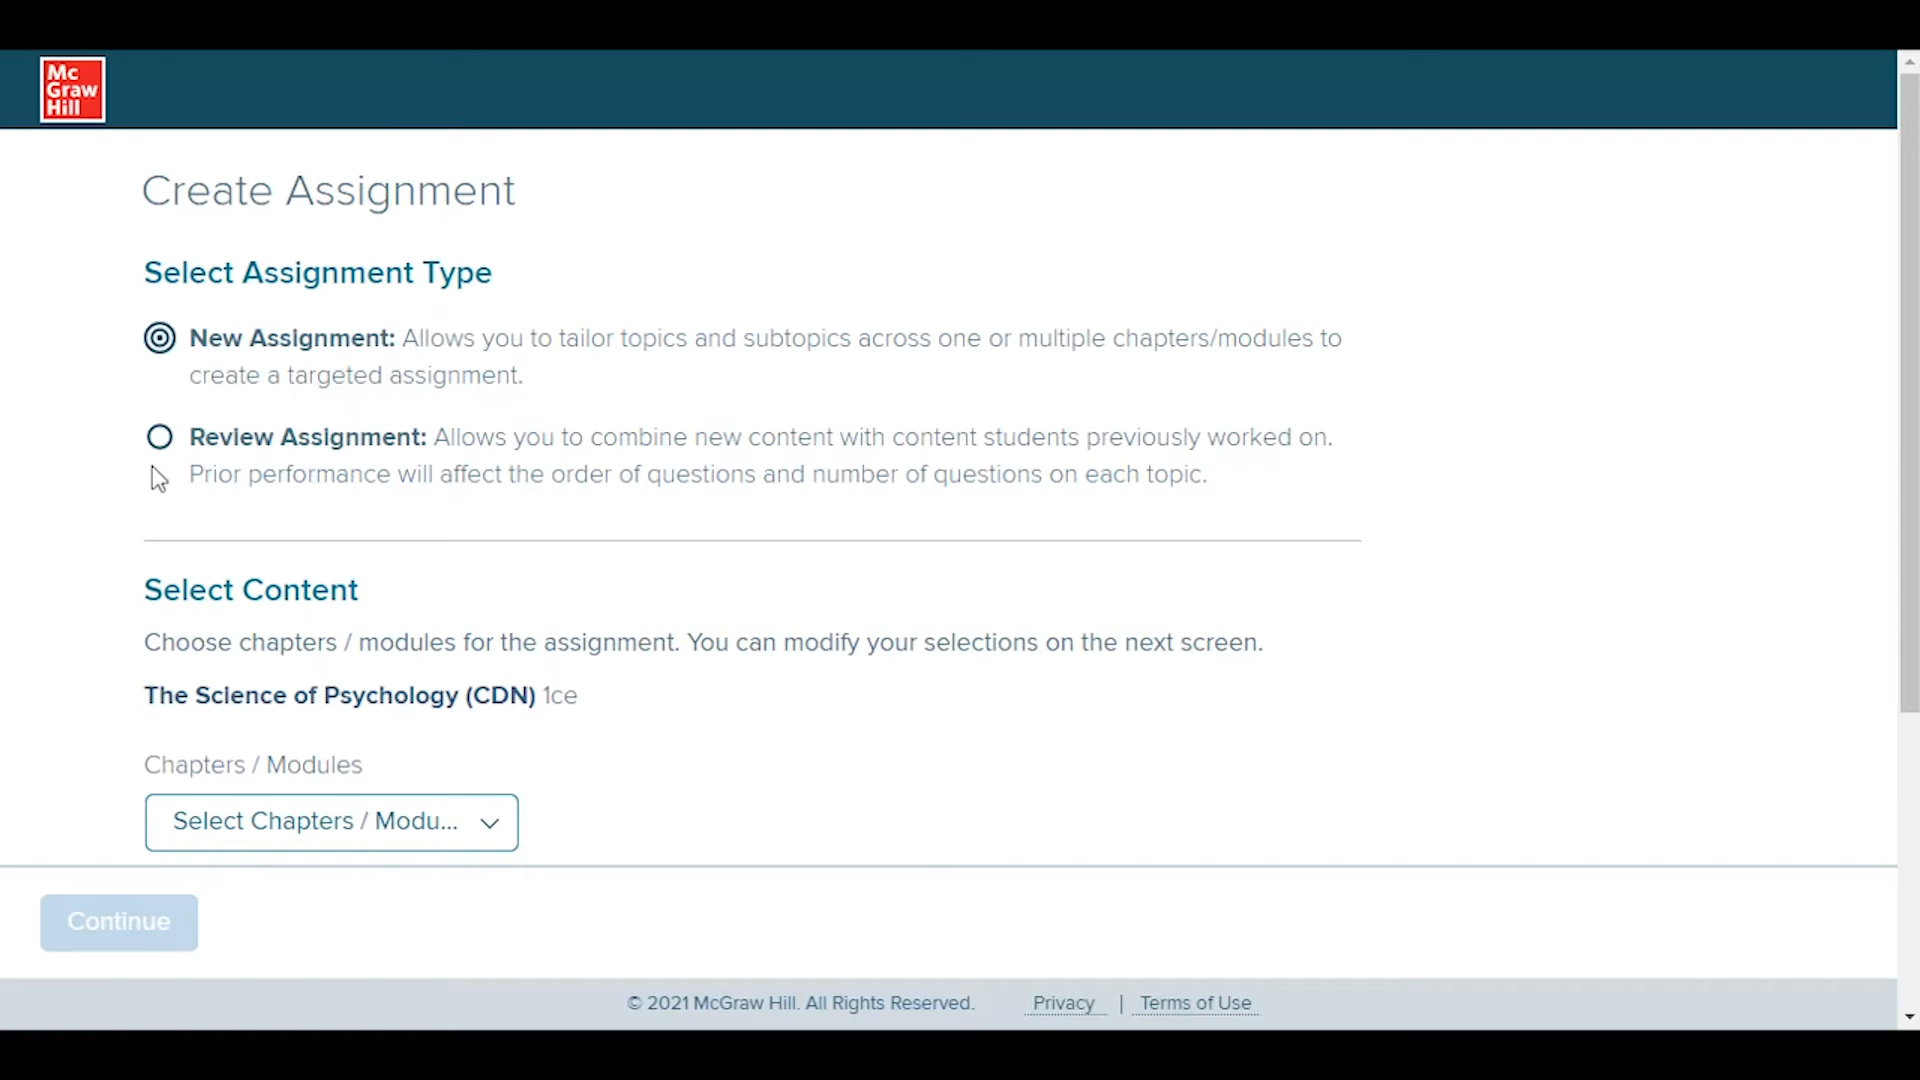 Mc
Graw
Hill
Create Assignment
Select Assignment Type
New Assignment: Allows you to tailor topics and subtopics across one or multiple chapters/modules to
create a targeted assignment.
Review Assignment: Allows you to combine new content with content students previously worked on.
Prior performance will affect the order of questions and number of questions on each topic.
Select Content
Choose chapters / modules for the assignment. You can modify your selections on the next screen.
The Science of Psychology (CDN) 1ce
Chapters / Modules
Select Chapters / Modu...
Continue
© 2021 McGraw Hill. All Rights Reserved. Privacy | Terms of Use